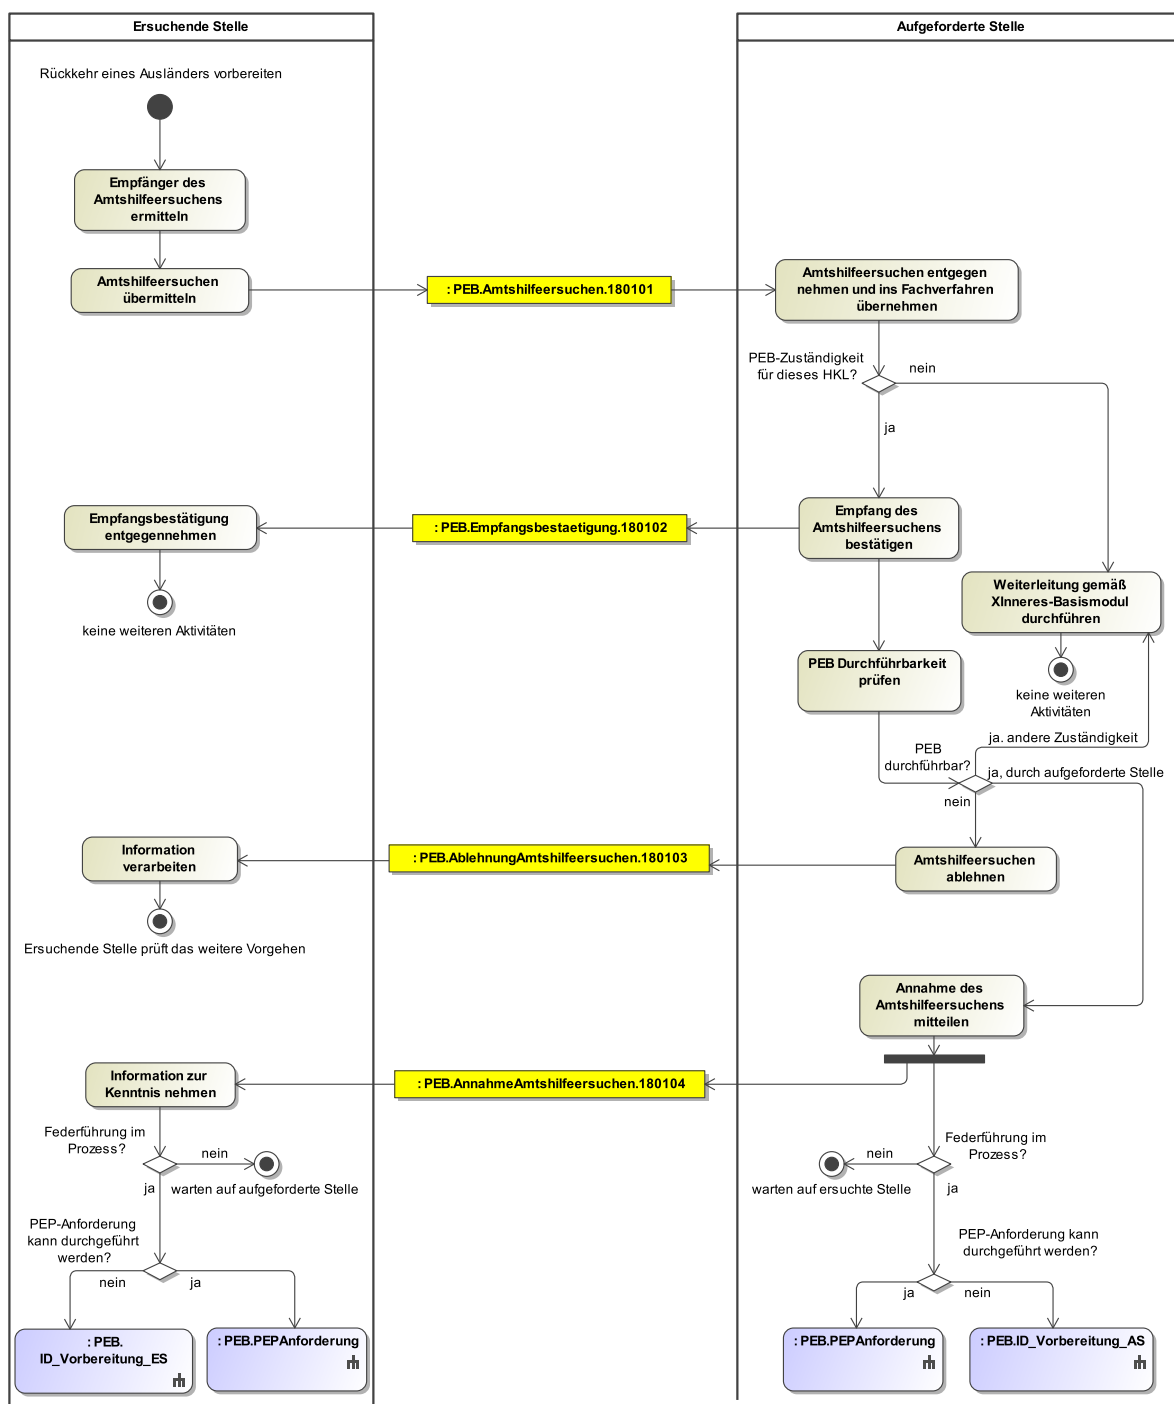 Ersuchende Stelle
Aufgeforderte Stelle
Rückkehr eines Ausländers vorbereiten
Empfänger des
Amtshilfeersuchens
ermitteln
Amtshilfeersuchen
übermitteln
: PEB.Amtshilfeersuchen.180101
Amtshilfeersuchen entgegen
nehmen und ins Fachverfahren
übernehmen
PEB-Zuständigkeit
für dieses HKL?
nein
ja
Empfangsbestätigung
entgegennehmen
: PEB.Empfangsbestaetigung.180102
Empfang des
Amtshilfeersuchens
bestätigen
keine weiteren Aktivitäten
Weiterleitung gemäß
XInneres-Basismodul
durchführen
PEB Durchführbarkeit
prüfen
keine weiteren
Aktivitäten
PEB
durchführbar?
ja. andere Zuständigkeit
ja, durch aufgeforderte Stelle
nein
Information
verarbeiten
: PEB.AblehnungAmtshilfeersuchen.180103
Amtshilfeersuchen
ablehnen
Ersuchende Stelle prüft das weitere Vorgehen
Annahme des
Amtshilfeersuchens
mitteilen
Information zur
Kenntnis nehmen
: PEB.AnnahmeAmtshilfeersuchen.180104
Federführung im
Prozess?
nein
warten auf aufgeforderte Stelle
ja
Federführung im
Prozess?
nein
warten auf ersuchte Stelle
ja
PEP-Anforderung
kann durchgeführt
werden?
nein
ja
PEP-Anforderung kann
durchgeführt werden?
ja
nein
: PEB.
ID_Vorbereitung_ES
: PEB.PEPAnforderung
: PEB.PEPAnforderung
: PEB.ID_Vorbereitung_AS